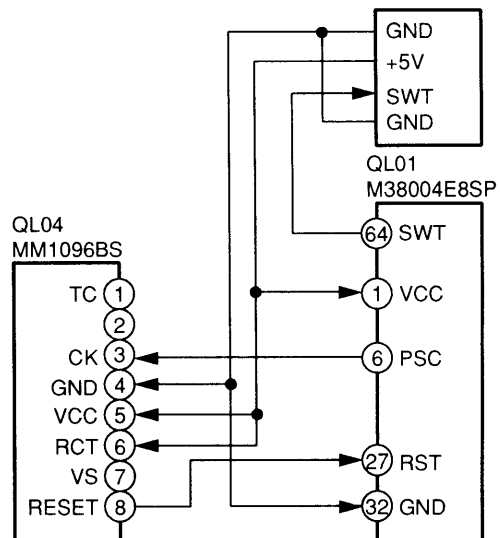 GND
+5V
SWT
GND
QL01
M38004E8SP
64 SWT
1 VCC
6 PSC
27 RST
32 GND
QL04
MM1096BS
TC 1
2
CK 3
GND 4
VCC 5
RCT 6
VS 7
RESET 8